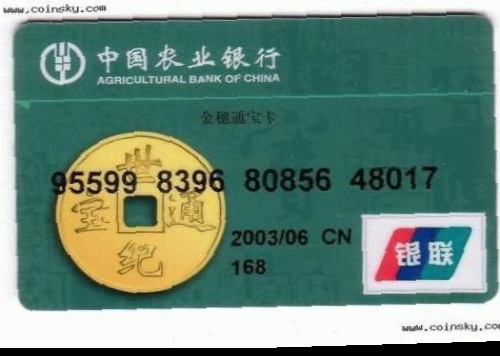 www.coinsky.com
中国农业银行
AGRICULTURAL BANK OF CHINA
金穗通宝卡
世
95599 8396 80856 48017
宝 通
纪
2003/06 CN
168
银联
www.coinsky.co